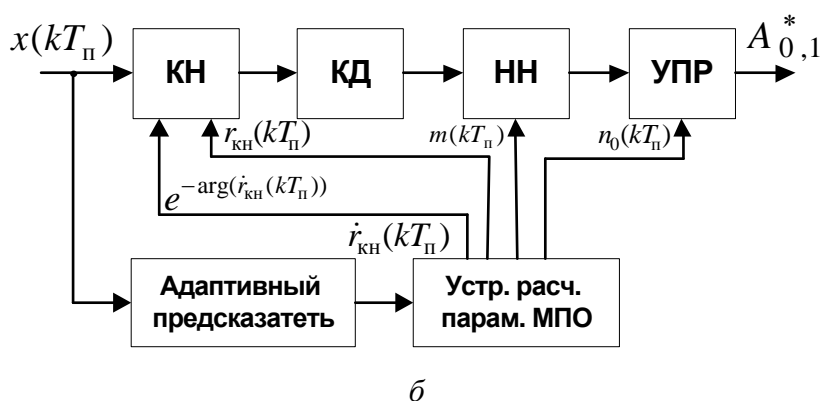 x(kTп) КН КД НН УПР A*0,1
rкн(kTп) m(kTп) n0(kTп)
e−arg(ṙкн(kTп))
ṙкн(kTп)
Адаптивный
предсказатеть
Устр. расч.
парам. МПО
б